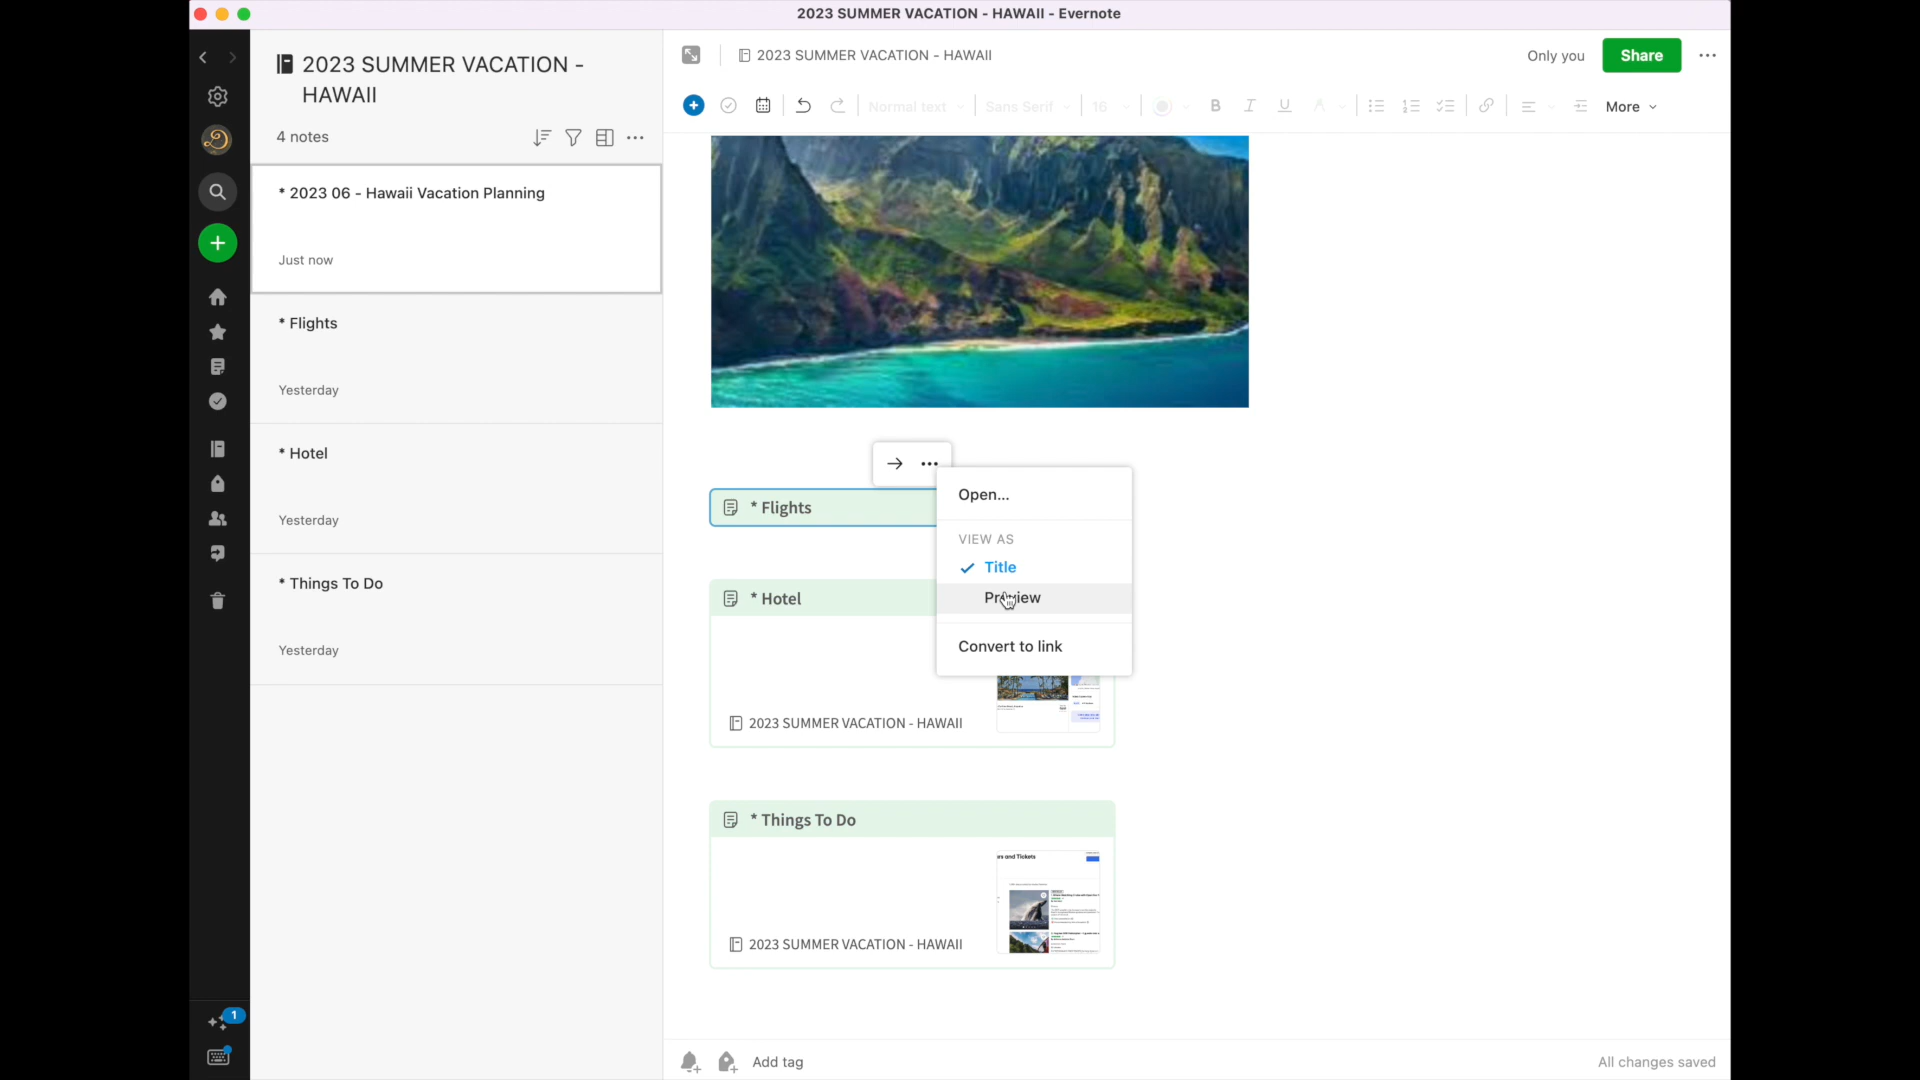 2023 SUMMER VACATION - HAWAII - Evernote
2023 SUMMER VACATION -
HAWAII
4 notes
* 2023 06 - Hawaii Vacation Planning
Just now
* Flights
Yesterday
* Hotel
Yesterday
* Things To Do
Yesterday
1
2023 SUMMER VACATION - HAWAII
Only you
Share
Normal text
Sans Serif
16
B
I
U
A
More
* Flights
Open...
VIEW AS
Title
Preview
Convert to link
* Hotel
2023 SUMMER VACATION - HAWAII
* Things To Do
ers and Tickets
2023 SUMMER VACATION - HAWAII
Add tag
All changes saved